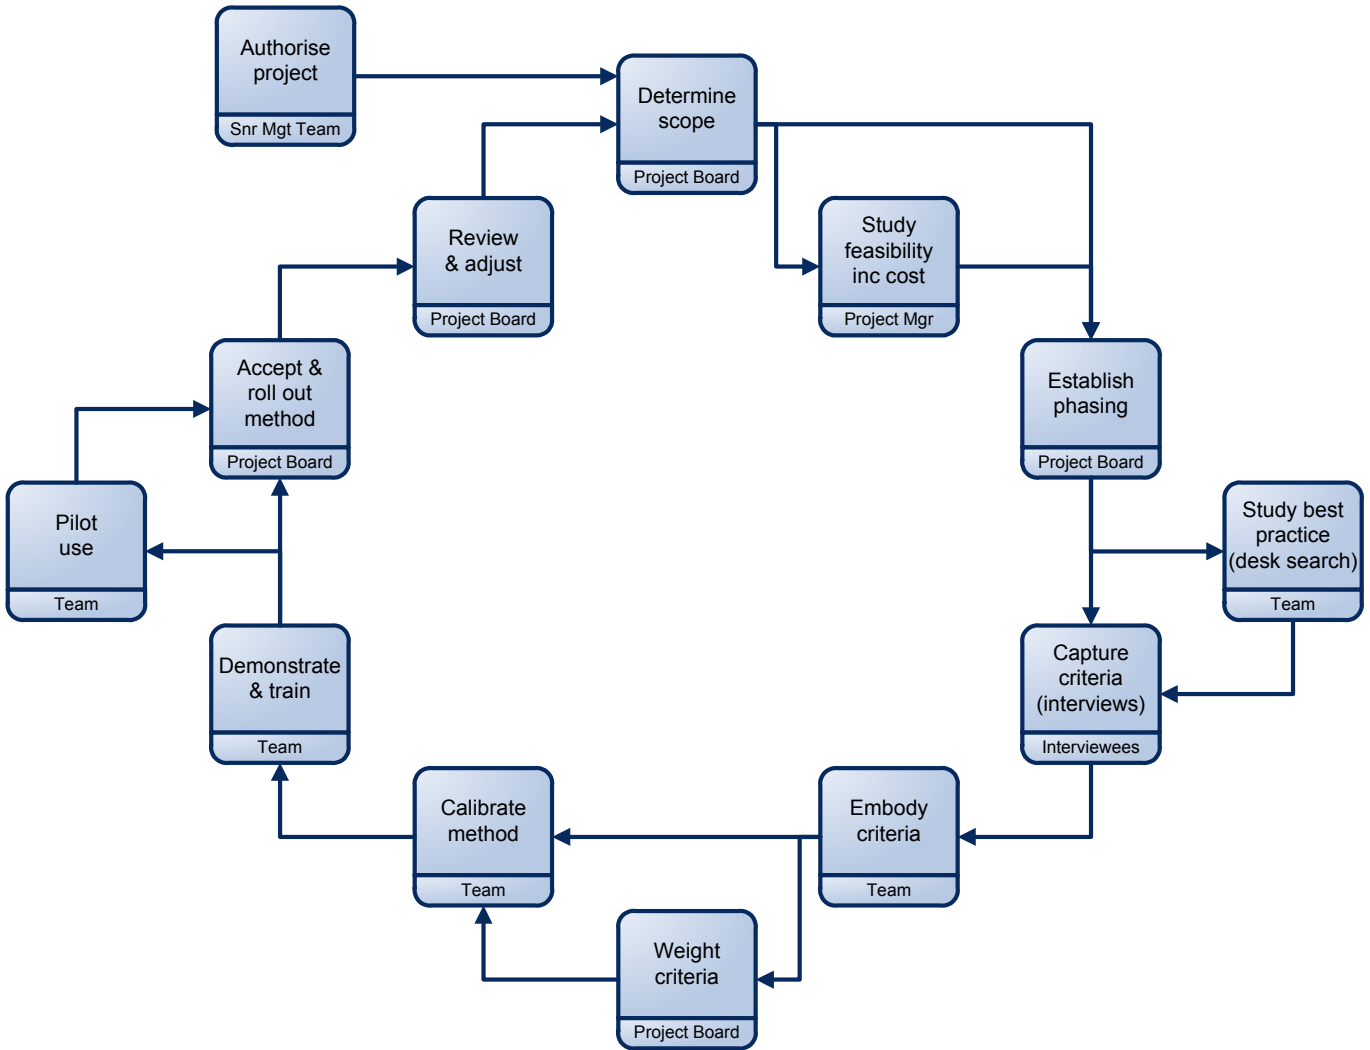 Authorise
project
Snr Mgt Team
Determine
scope
Project Board
Review
& adjust
Project Board
Study
feasibility
inc cost
Project Mgr
Accept &
roll out
method
Project Board
Establish
phasing
Project Board
Pilot
use
Team
Study best
practice
(desk search)
Team
Demonstrate
& train
Team
Capture
criteria
(interviews)
Interviewees
Calibrate
method
Team
Embody
criteria
Team
Weight
criteria
Project Board